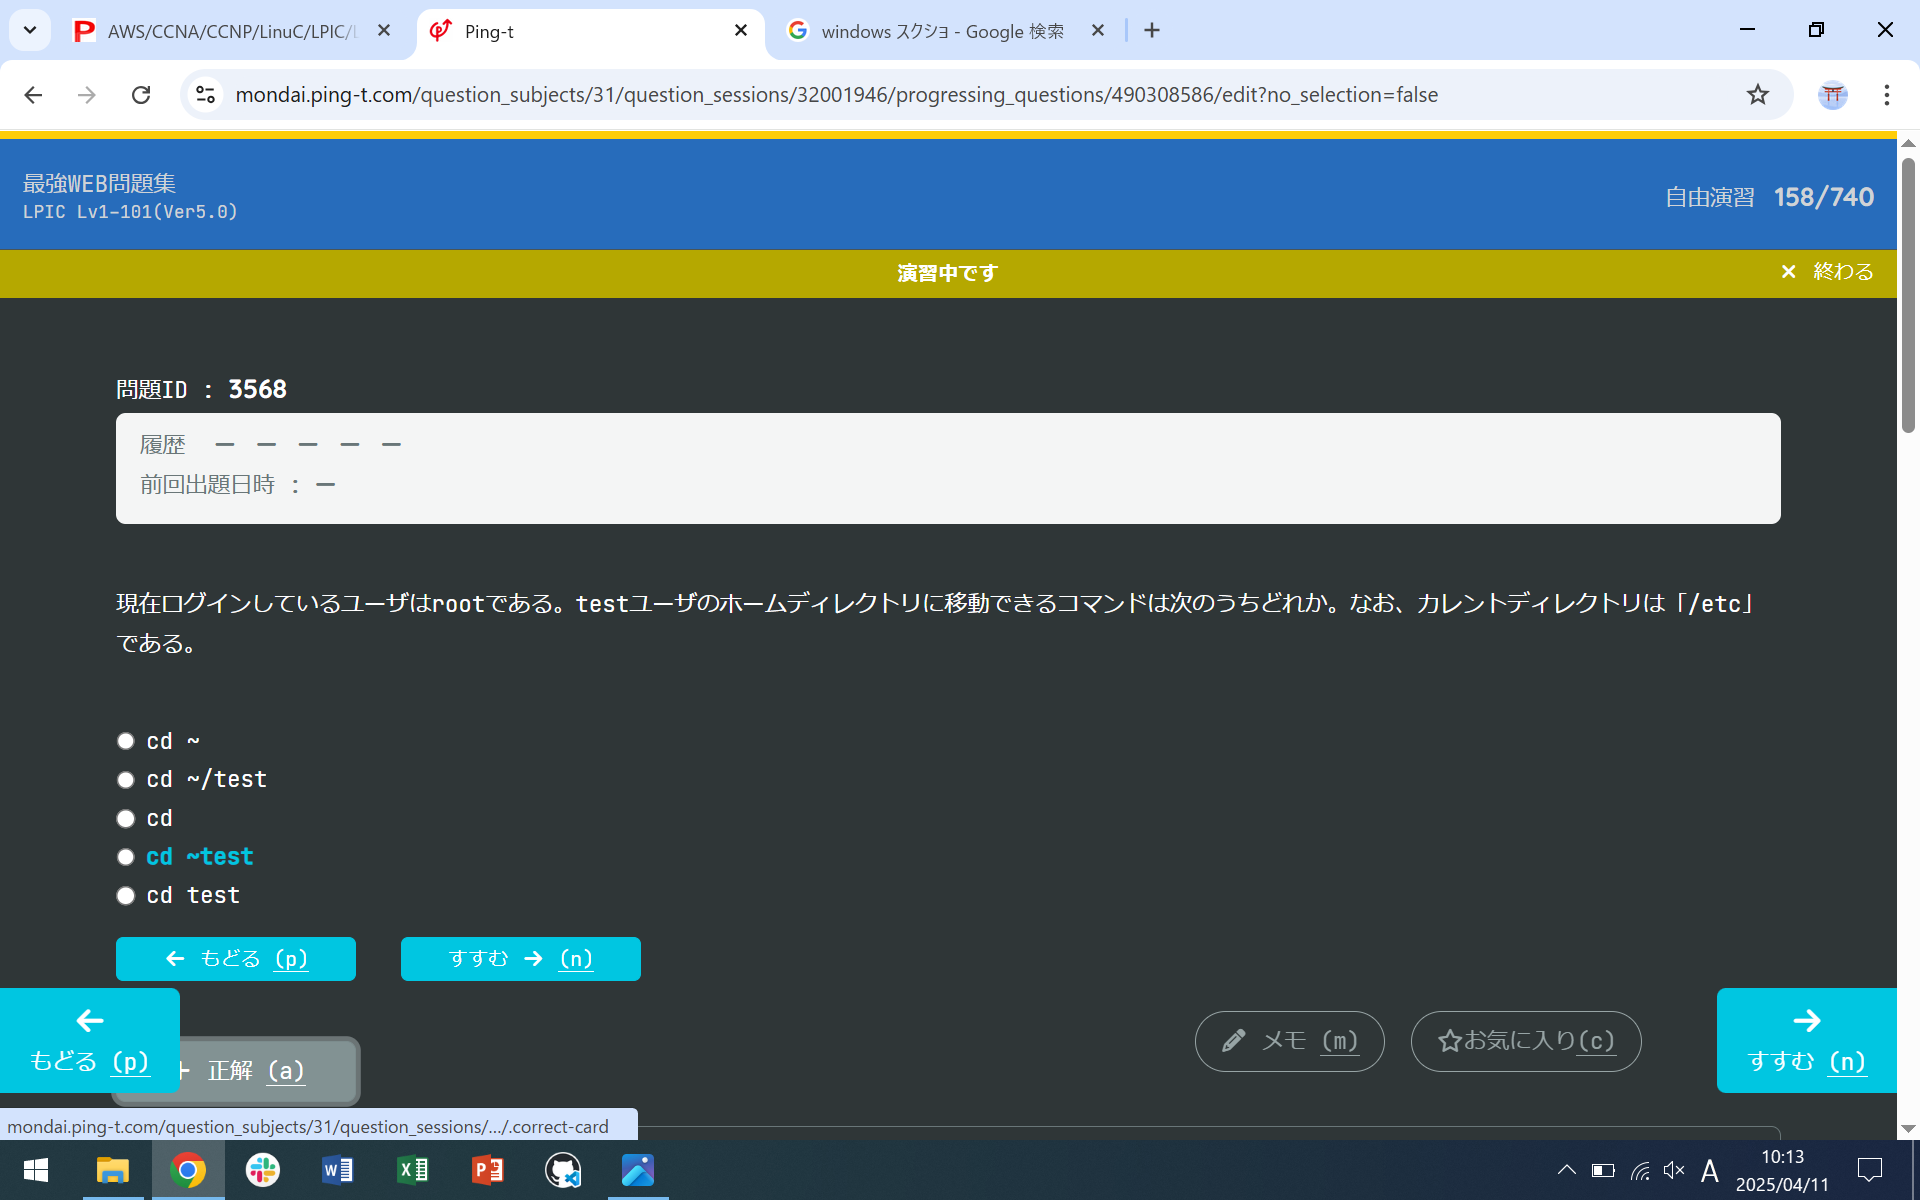 AWS/CCNA/CCNP/LinuC/LPIC/
Ping-t
windows スクショ - Google 検索
mondai.ping-t.com/question_subjects/31/question_sessions/32001946/progressing_questions/490308586/edit?no_selection=false
最強WEB問題集
LPIC Lv1-101(Ver5.0)
自由演習 158/740
演習中です
× 終わる
問題ID : 3568
履歴 ー ー ー ー ー
前回出題日時 : ー
現在ログインしているユーザはrootである。testユーザのホームディレクトリに移動できるコマンドは次のうちどれか。なお、カレントディレクトリは「/etc」
である。
cd ~
cd ~/test
cd
cd ~test
cd test
← もどる (p)
すすむ → (n)
←
もどる (p)
+ 正解 (a)
メモ (m)
☆お気に入り(c)
→
すすむ (n)
mondai.ping-t.com/question_subjects/31/question_sessions/.../.correct-card
A
10:13
2025/04/11